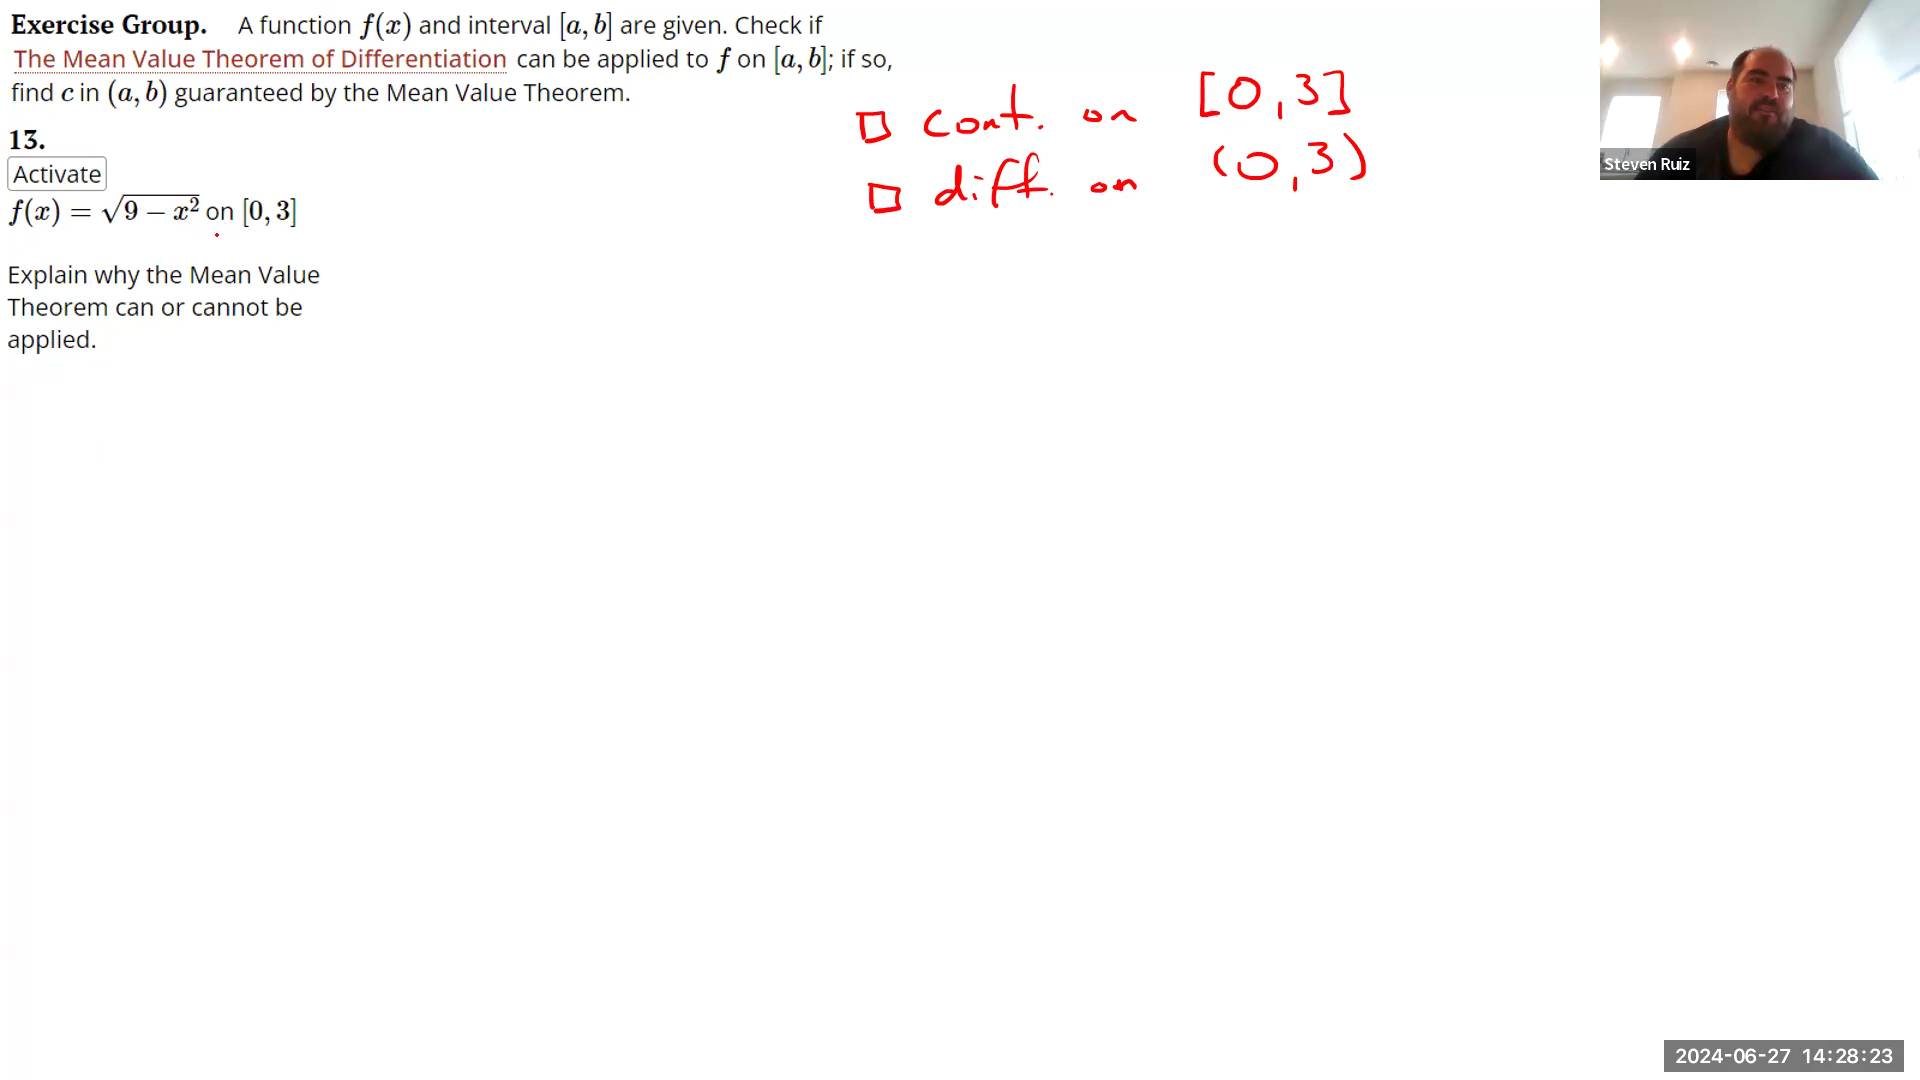 Exercise Group. A function f(x) and interval [a, b] are given. Check if
The Mean Value Theorem of Differentiation can be applied to f on [a, b]; if so,
find c in (a, b) guaranteed by the Mean Value Theorem.
13.
Activate
f(x) = √(9 − x²) on [0, 3]
Explain why the Mean Value
Theorem can or cannot be
applied.
□ cont. on [0,3]
□ diff. on (0,3)
Steven Ruiz
2024-06-27 14:28:23